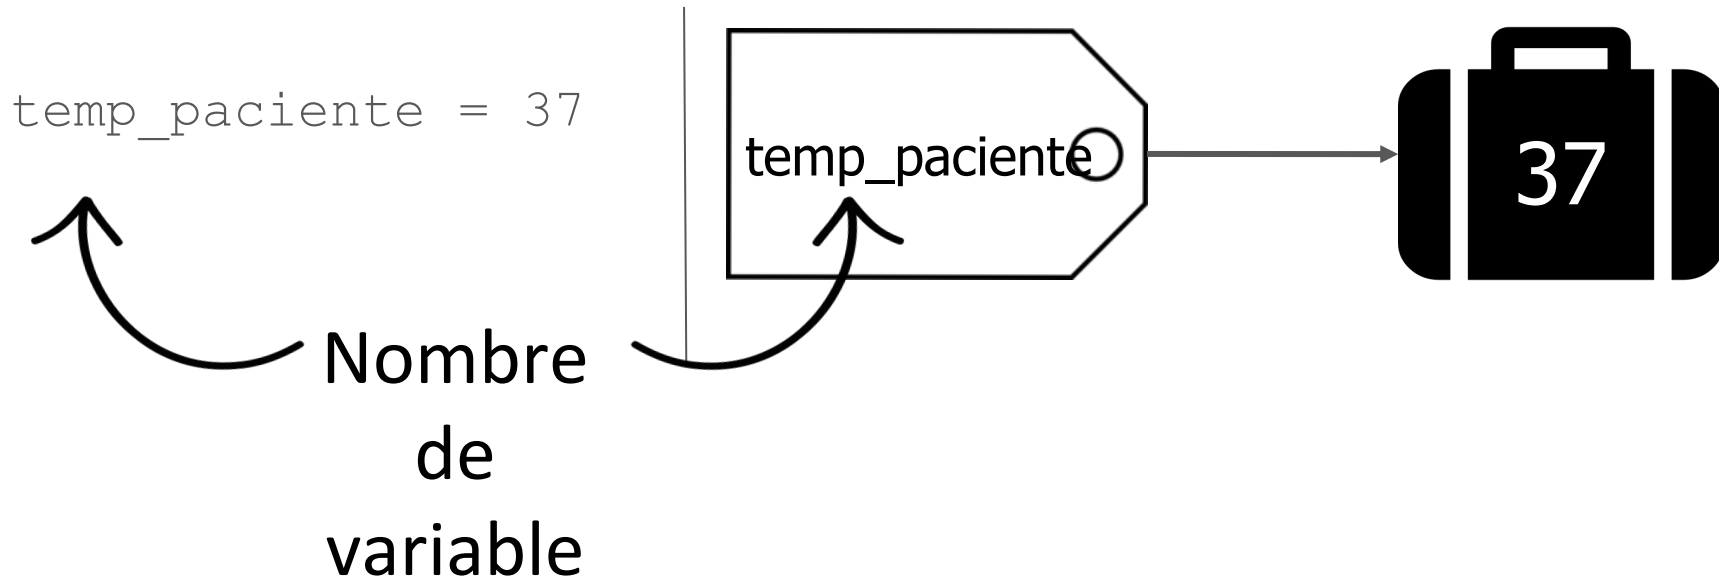 temp_paciente = 37
temp_paciente
37
Nombre
de
variable